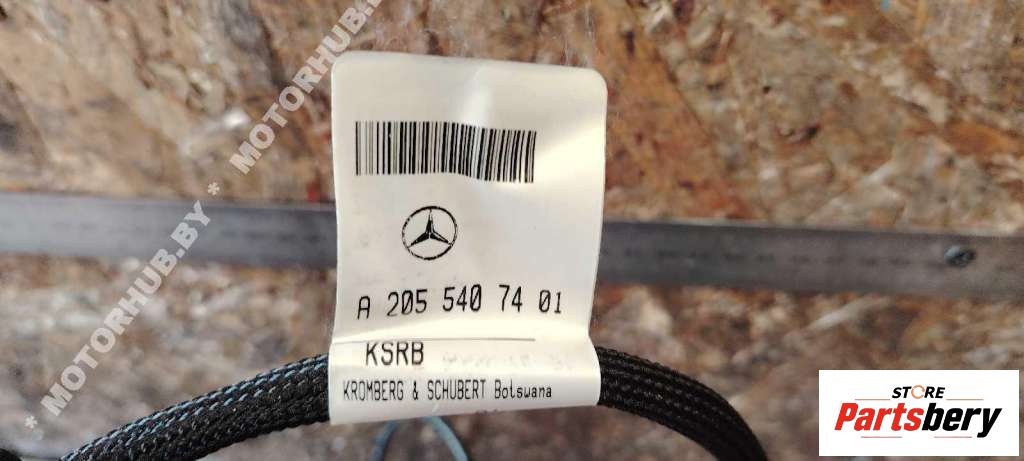 * MOTORHUB.BY * MOTORHUB.BY
A 205 540 74 01
KSRB
KROMBERG & SCHUBERT Botswana
STORE
Partsbery